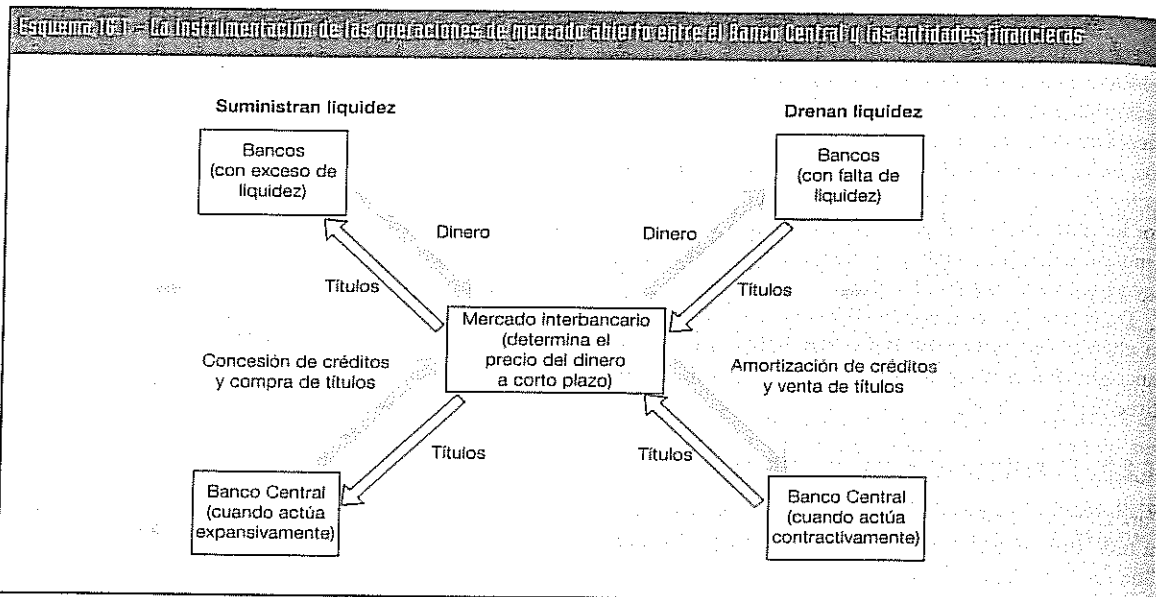 Esquema 16.1.- La instrumentación de las operaciones de mercado abierto entre el Banco Central y las entidades financieras
Suministran liquidez
Drenan liquidez
Bancos
(con exceso de
liquidez)
Bancos
(con falta de
liquidez)
Dinero
Dinero
Títulos
Títulos
Mercado interbancario
(determina el
precio del dinero
a corto plazo)
Concesión de créditos
y compra de títulos
Amortización de créditos
y venta de títulos
Títulos
Títulos
Banco Central
(cuando actúa
expansivamente)
Banco Central
(cuando actúa
contractivamente)